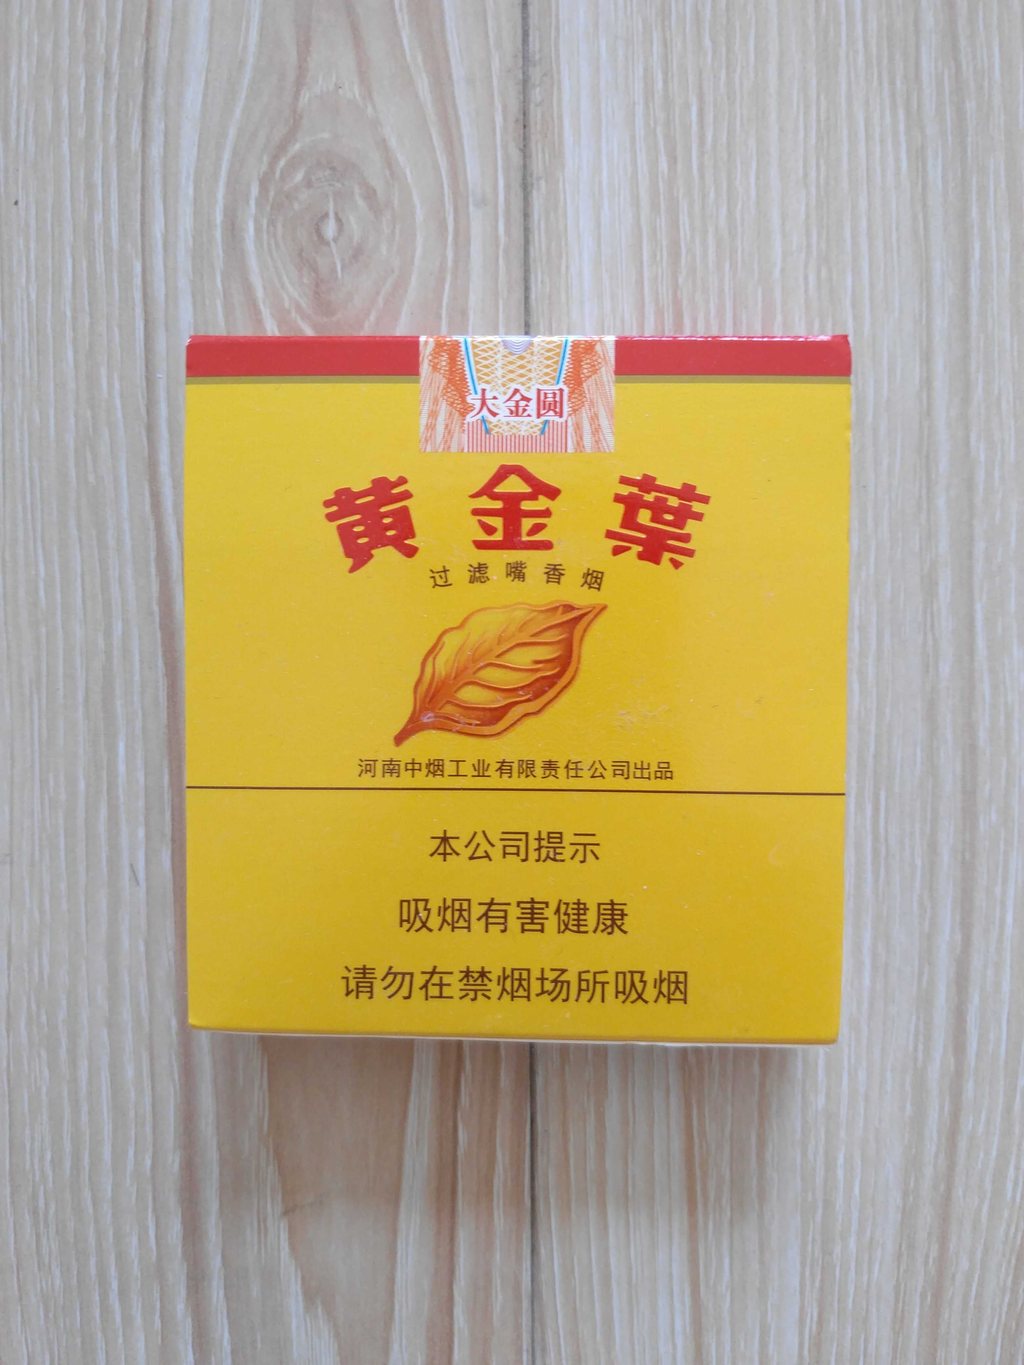 大金圆
黄金葉
过滤嘴香烟
河南中烟工业有限责任公司出品
本公司提示
吸烟有害健康
请勿在禁烟场所吸烟